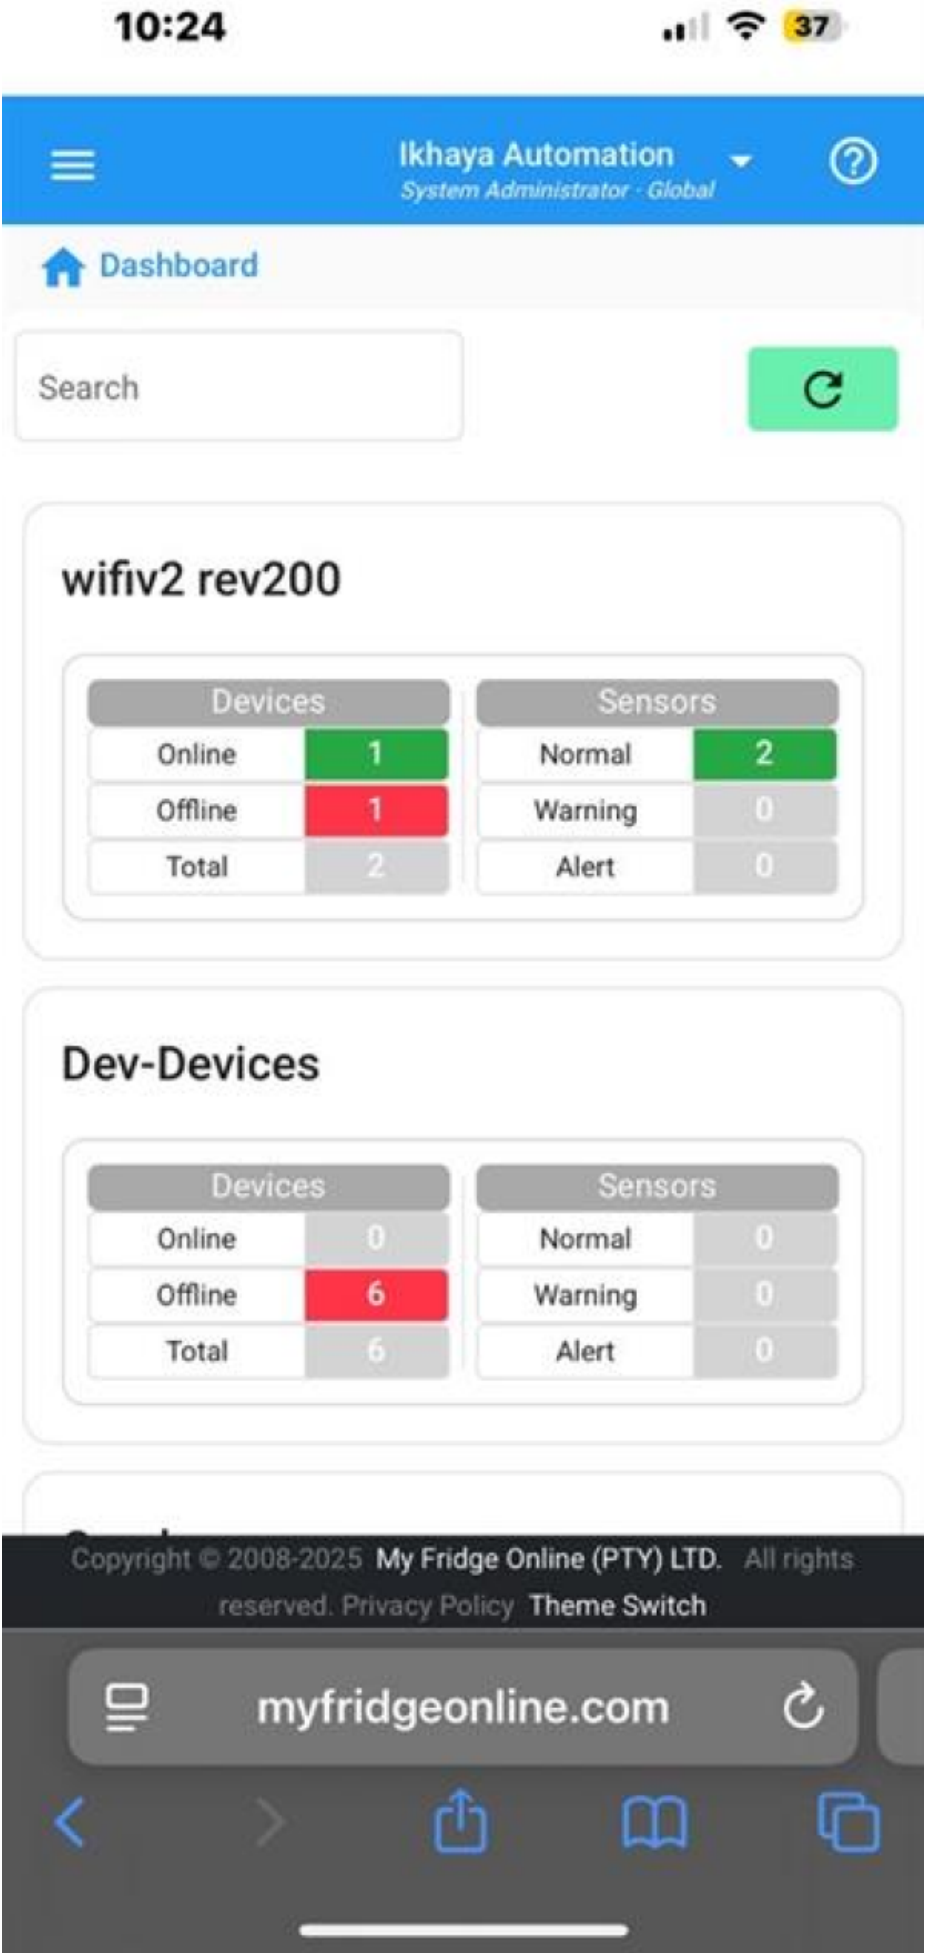 10:24
37
Ikhaya Automation
System Administrator · Global
Dashboard
Search
wifiv2 rev200
Devices
Sensors
Online 1
Normal 2
Offline 1
Warning 0
Total 2
Alert 0
Dev-Devices
Devices
Sensors
Online 0
Normal 0
Offline 6
Warning 0
Total 6
Alert 0
Copyright © 2008-2025 My Fridge Online (PTY) LTD. All rights
reserved. Privacy Policy Theme Switch
myfridgeonline.com